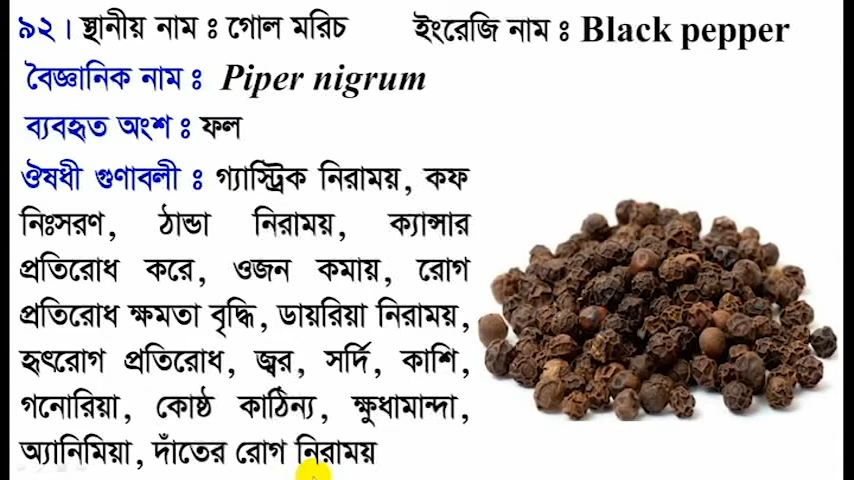 ৯২। স্থানীয় নাম ঃ গোল মরিচ ইংরেজি নাম ঃ Black pepper
বৈজ্ঞানিক নাম ঃ Piper nigrum
ব্যবহৃত অংশ ঃ ফল
ঔষধী গুণাবলী ঃ গ্যাস্ট্রিক নিরাময়, কফ
নিঃসরণ, ঠান্ডা নিরাময়, ক্যান্সার
প্রতিরোধ করে, ওজন কমায়, রোগ
প্রতিরোধ ক্ষমতা বৃদ্ধি, ডায়রিয়া নিরাময়,
হৃৎরোগ প্রতিরোধ, জ্বর, সর্দি, কাশি,
গনোরিয়া, কোষ্ঠ কাঠিন্য, ক্ষুধামান্দা,
অ্যানিমিয়া, দাঁতের রোগ নিরাময়